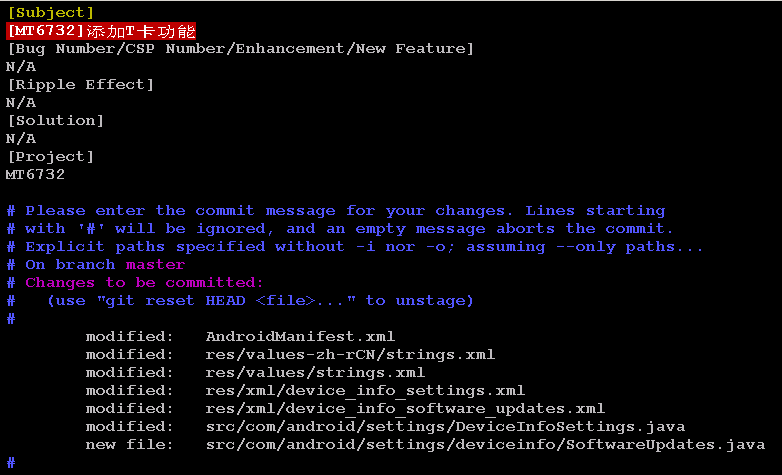 [Subject]
[MT6732]添加T卡功能
[Bug Number/CSP Number/Enhancement/New Feature]
N/A
[Ripple Effect]
N/A
[Solution]
N/A
[Project]
MT6732
# Please enter the commit message for your changes. Lines starting
# with '#' will be ignored, and an empty message aborts the commit.
# Explicit paths specified without -i nor -o; assuming --only paths...
# On branch master
# Changes to be committed:
#   (use "git reset HEAD <file>..." to unstage)
#
        modified:   AndroidManifest.xml
        modified:   res/values-zh-rCN/strings.xml
        modified:   res/values/strings.xml
        modified:   res/xml/device_info_settings.xml
        modified:   res/xml/device_info_software_updates.xml
        modified:   src/com/android/settings/DeviceInfoSettings.java
        new file:   src/com/android/settings/deviceinfo/SoftwareUpdates.java
#